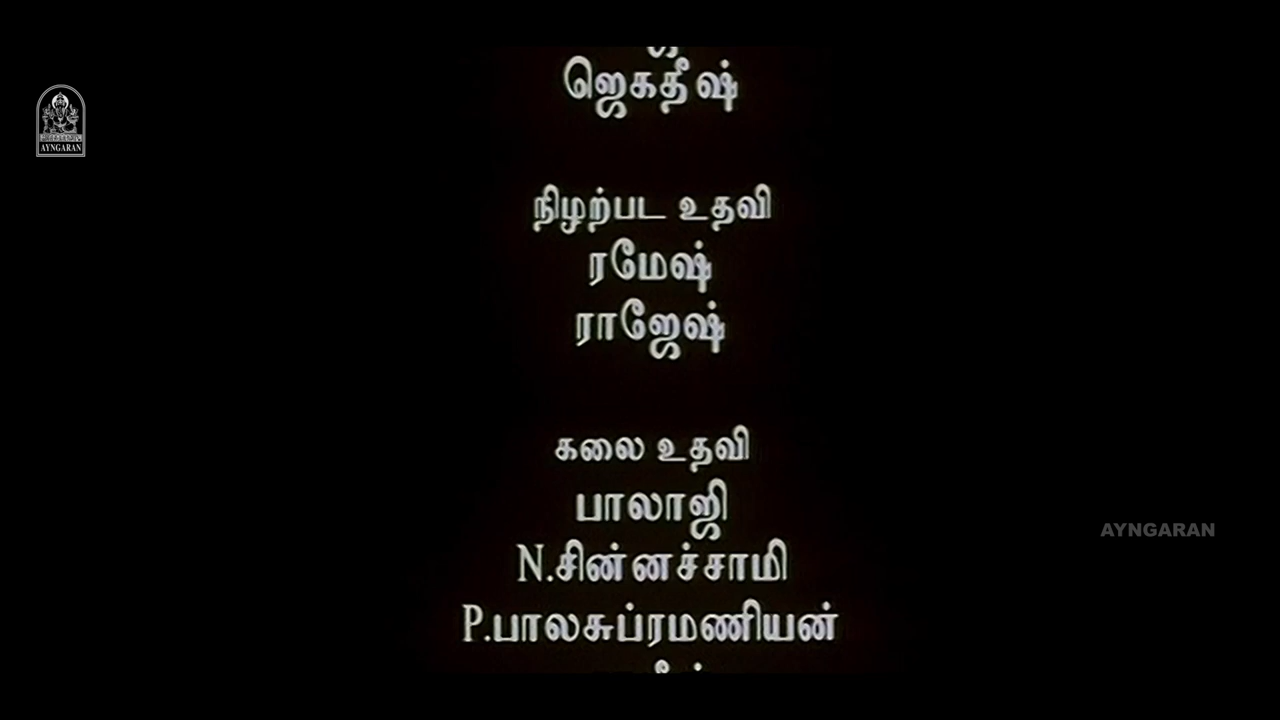 ஜெகதீஷ்
நிழற்பட உதவி
ரமேஷ்
ராஜேஷ்
கலை உதவி
பாலாஜி
N.சின்னச்சாமி
P.பாலசுப்ரமணியன்
AYNGARAN
AYNGARAN